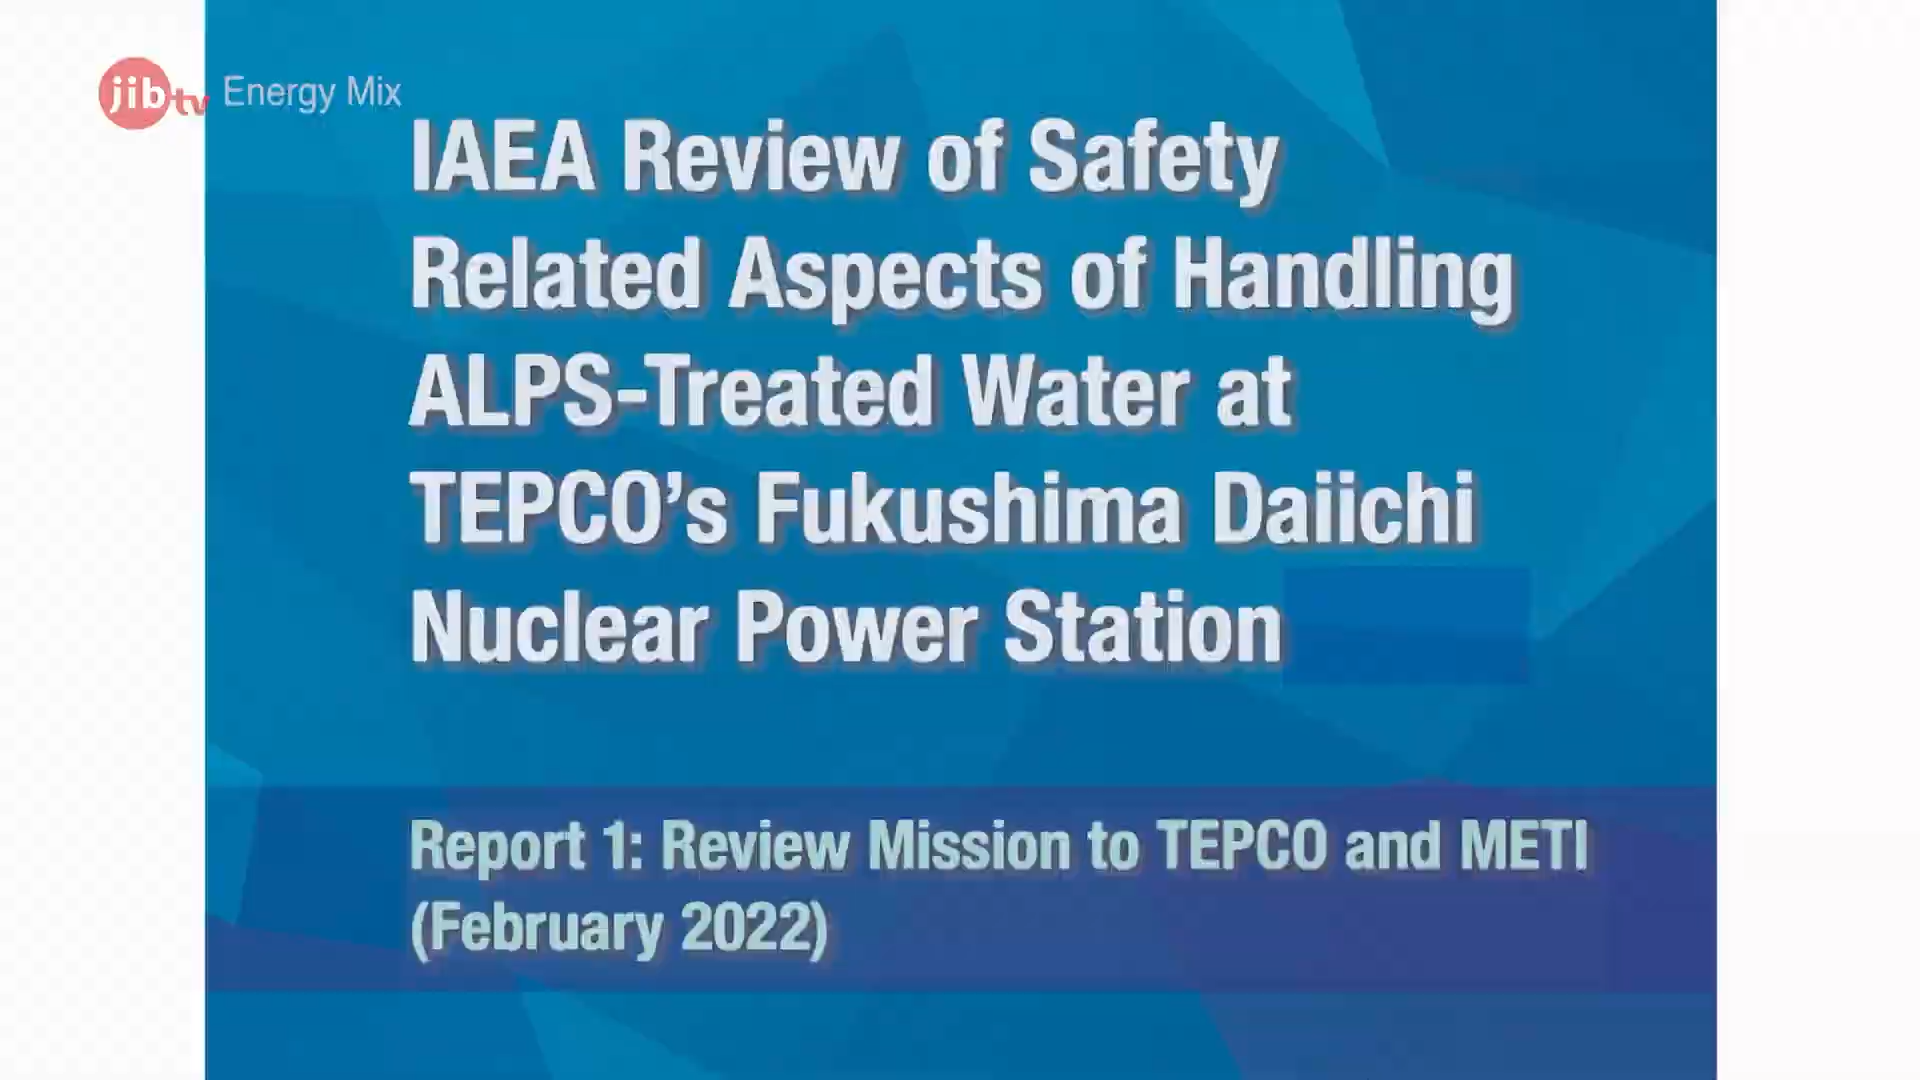 jibtv Energy Mix
IAEA Review of Safety
Related Aspects of Handling
ALPS-Treated Water at
TEPCO’s Fukushima Daiichi
Nuclear Power Station
Report 1: Review Mission to TEPCO and METI
(February 2022)